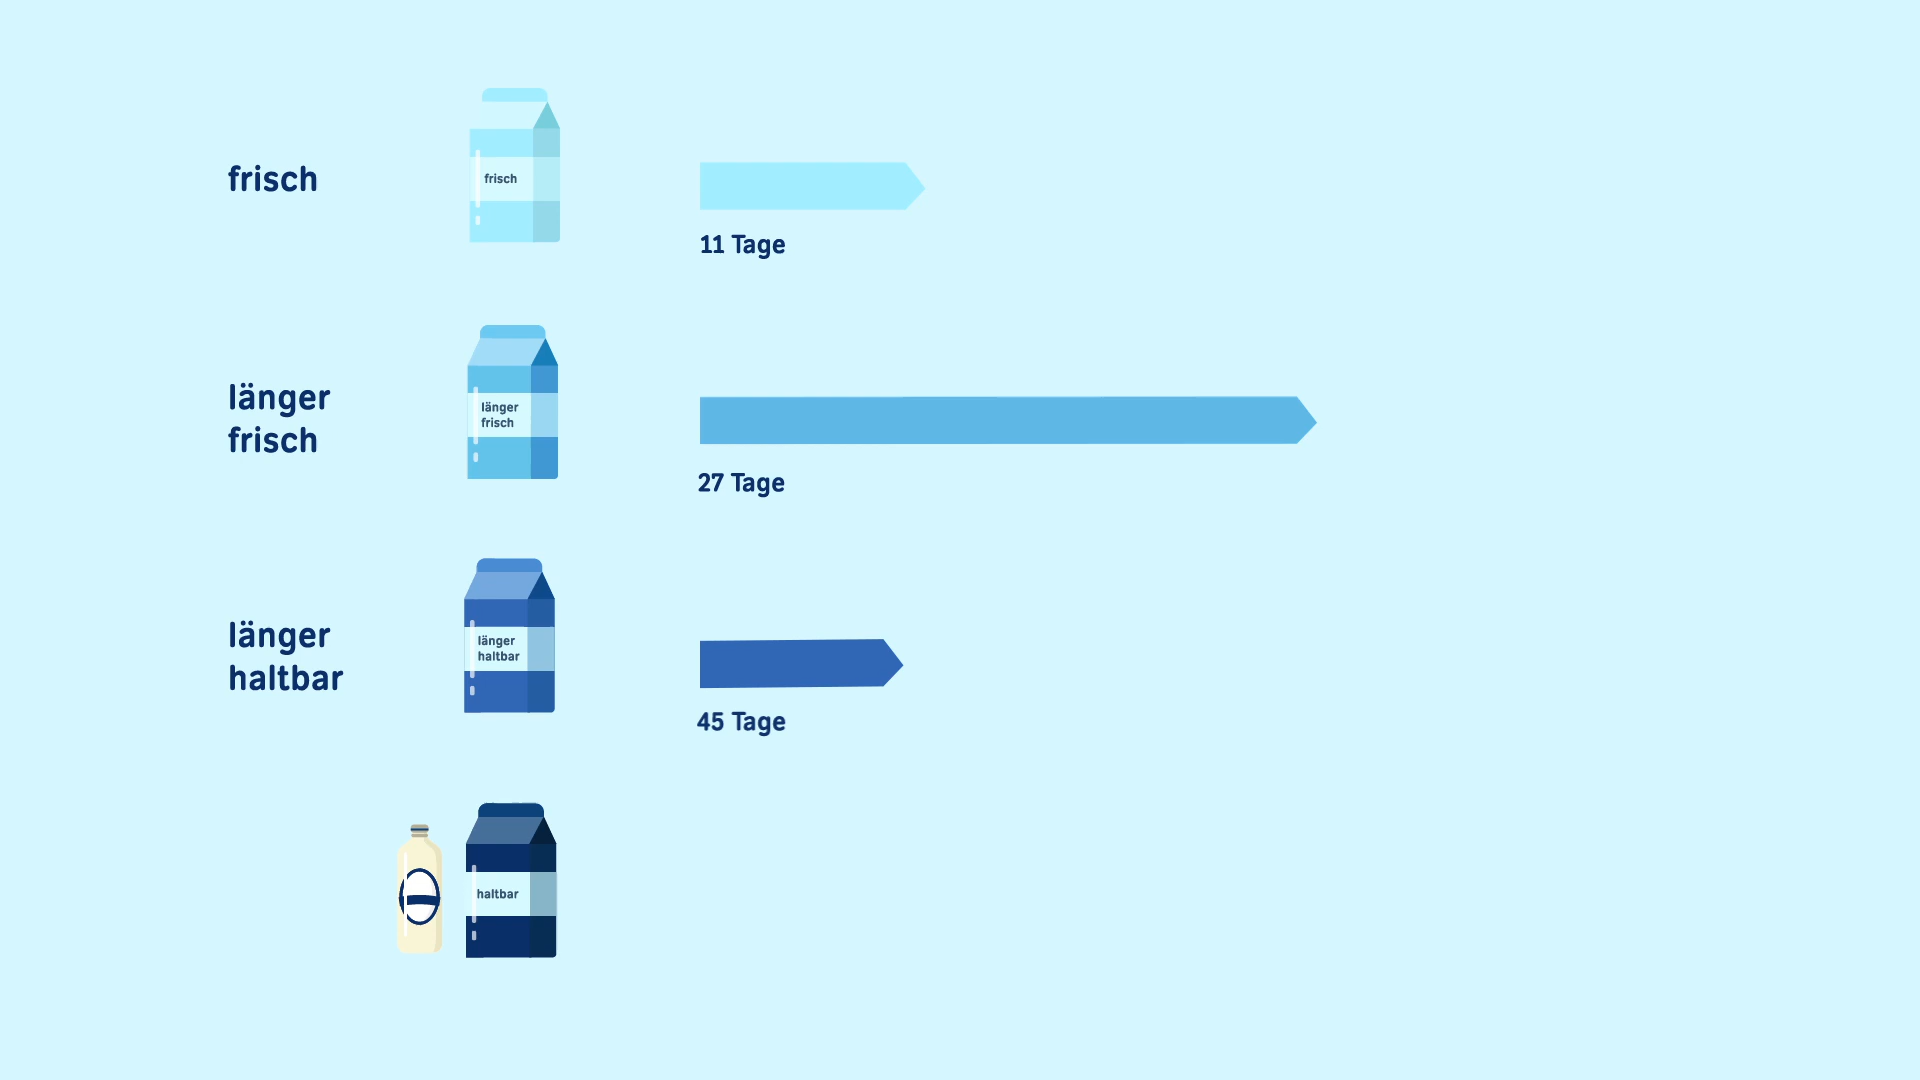 frisch
frisch
11 Tage
länger
frisch
länger
frisch
27 Tage
länger
haltbar
länger
haltbar
45 Tage
haltbar